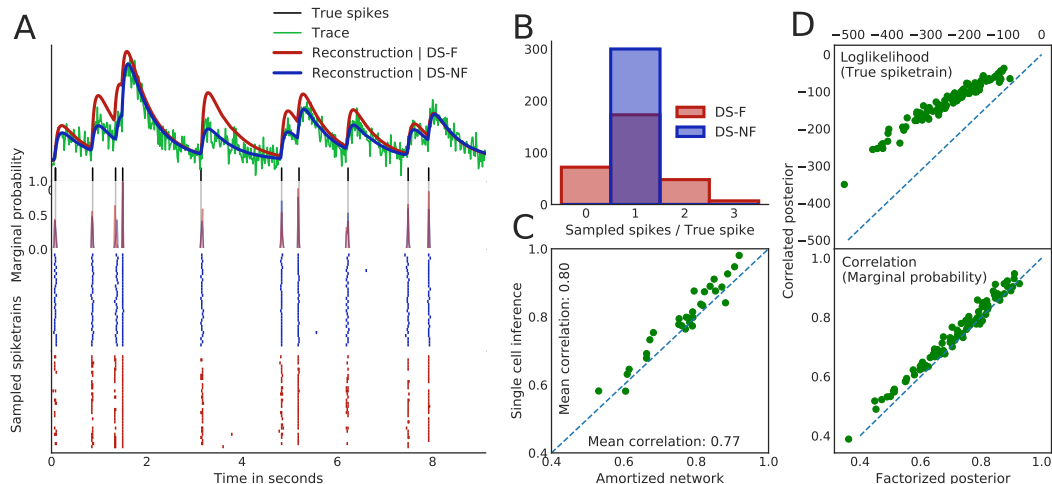 A
True spikes
Trace
Reconstruction | DS-F
Reconstruction | DS-NF
Marginal probability
1.0
0.5
0.0
Sampled spiketrains
0 2 4 6 8
Time in seconds
B
300
200
100
0
DS-F
DS-NF
0 1 2 3
Sampled spikes / True spike
C
Single cell inference
1.0
0.8
0.6
0.4
Mean correlation: 0.80
Mean correlation: 0.77
0.4 0.6 0.8 1.0
Amortized network
D
−500 −400 −300 −200 −100 0
Correlated posterior
0
−100
−200
−300
−400
−500
Loglikelihood
(True spiketrain)
1.0
0.8
0.6
0.4
Correlation
(Marginal probability)
0.4 0.6 0.8 1.0
Factorized posterior